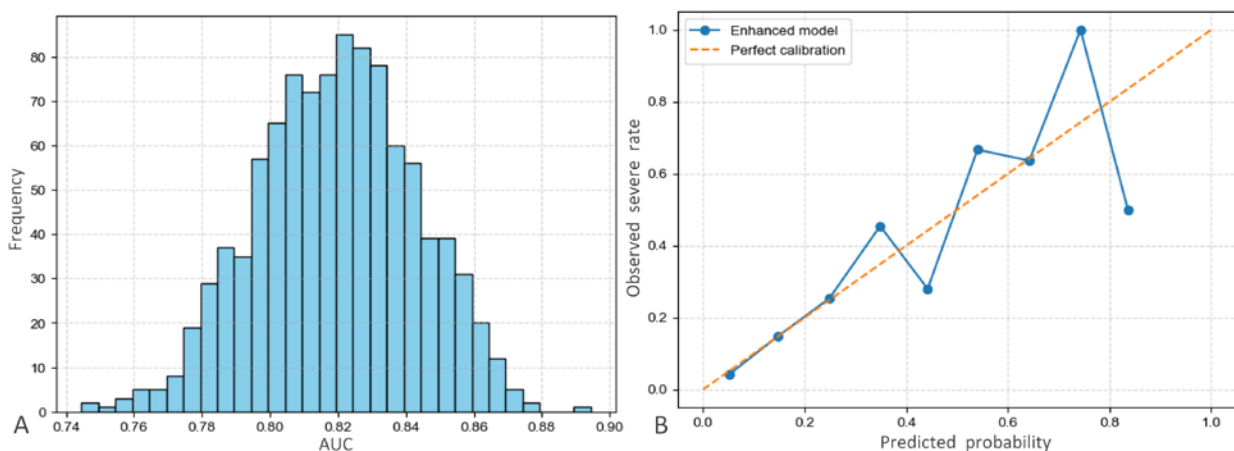 80
70
60
50
40
30
20
10
0
Frequency
0.74 0.76 0.78 0.80 0.82 0.84 0.86 0.88 0.90
AUC
A
Enhanced model
Perfect calibration
1.0
0.8
0.6
0.4
0.2
0.0
Observed severe rate
0.0 0.2 0.4 0.6 0.8 1.0
Predicted probability
B